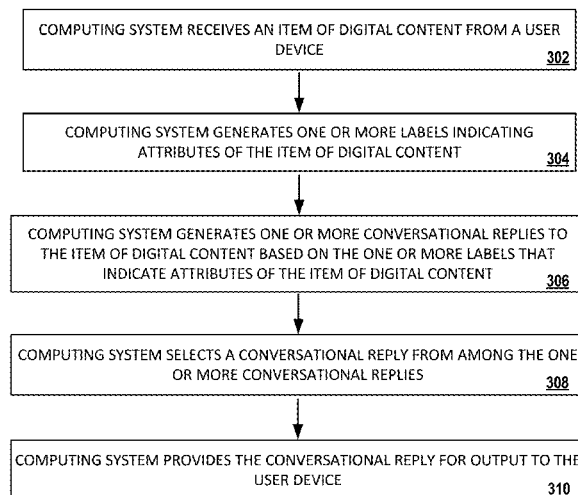 COMPUTING SYSTEM RECEIVES AN ITEM OF DIGITAL CONTENT FROM A USER
DEVICE
302
COMPUTING SYSTEM GENERATES ONE OR MORE LABELS INDICATING
ATTRIBUTES OF THE ITEM OF DIGITAL CONTENT
304
COMPUTING SYSTEM GENERATES ONE OR MORE CONVERSATIONAL REPLIES TO
THE ITEM OF DIGITAL CONTENT BASED ON THE ONE OR MORE LABELS THAT
INDICATE ATTRIBUTES OF THE ITEM OF DIGITAL CONTENT
306
COMPUTING SYSTEM SELECTS A CONVERSATIONAL REPLY FROM AMONG THE ONE
OR MORE CONVERSATIONAL REPLIES
308
COMPUTING SYSTEM PROVIDES THE CONVERSATIONAL REPLY FOR OUTPUT TO THE
USER DEVICE
310